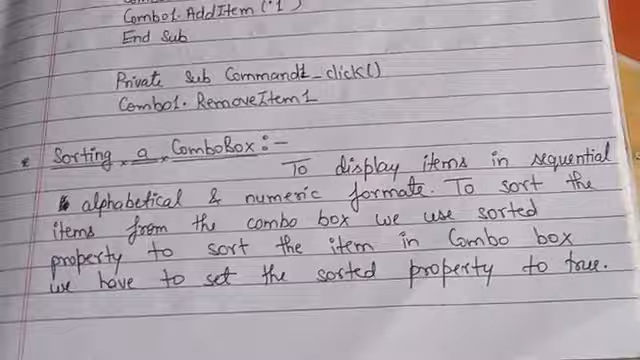 Combo1. AddItem (".1")
End Sub
Private Sub Command1_click()
Combo1. RemoveItem 1
* Sorting a ComboBox :-
To display items in sequential
alphabetical & numeric formate. To sort the
items from the combo box we use sorted
property to sort the item in Combo box
we have to set the sorted property to true.